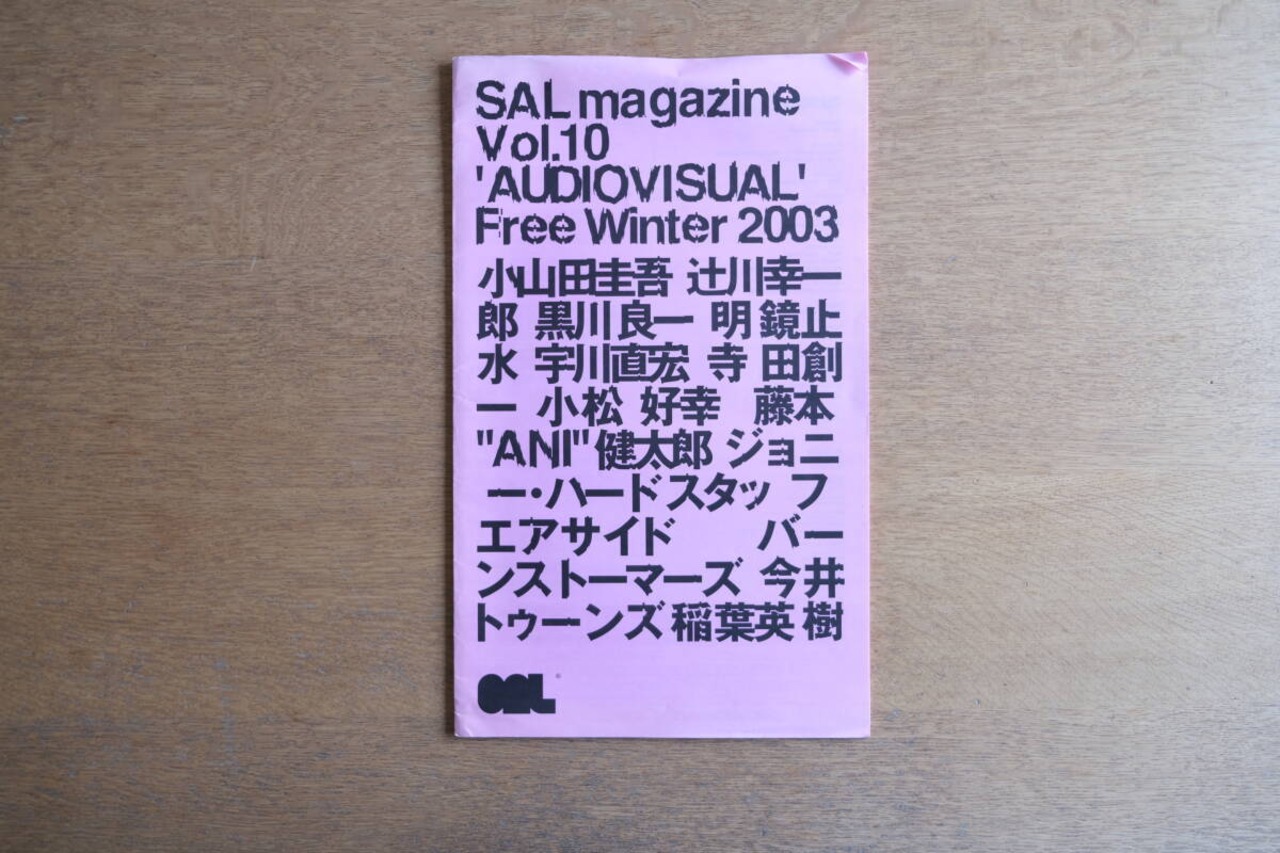 SAL magazine
Vol.10
'AUDIOVISUAL'
Free Winter 2003
小山田圭吾 辻川幸一
郎 黒川良一 明鏡止
水 宇川直宏 寺田創
一 小松好幸 藤本
"ANI"健太郎 ジョニ
ー・ハードスタッフ
エアサイド バー
ンストーマーズ 今井
トゥーンズ 稲葉英樹
SAL